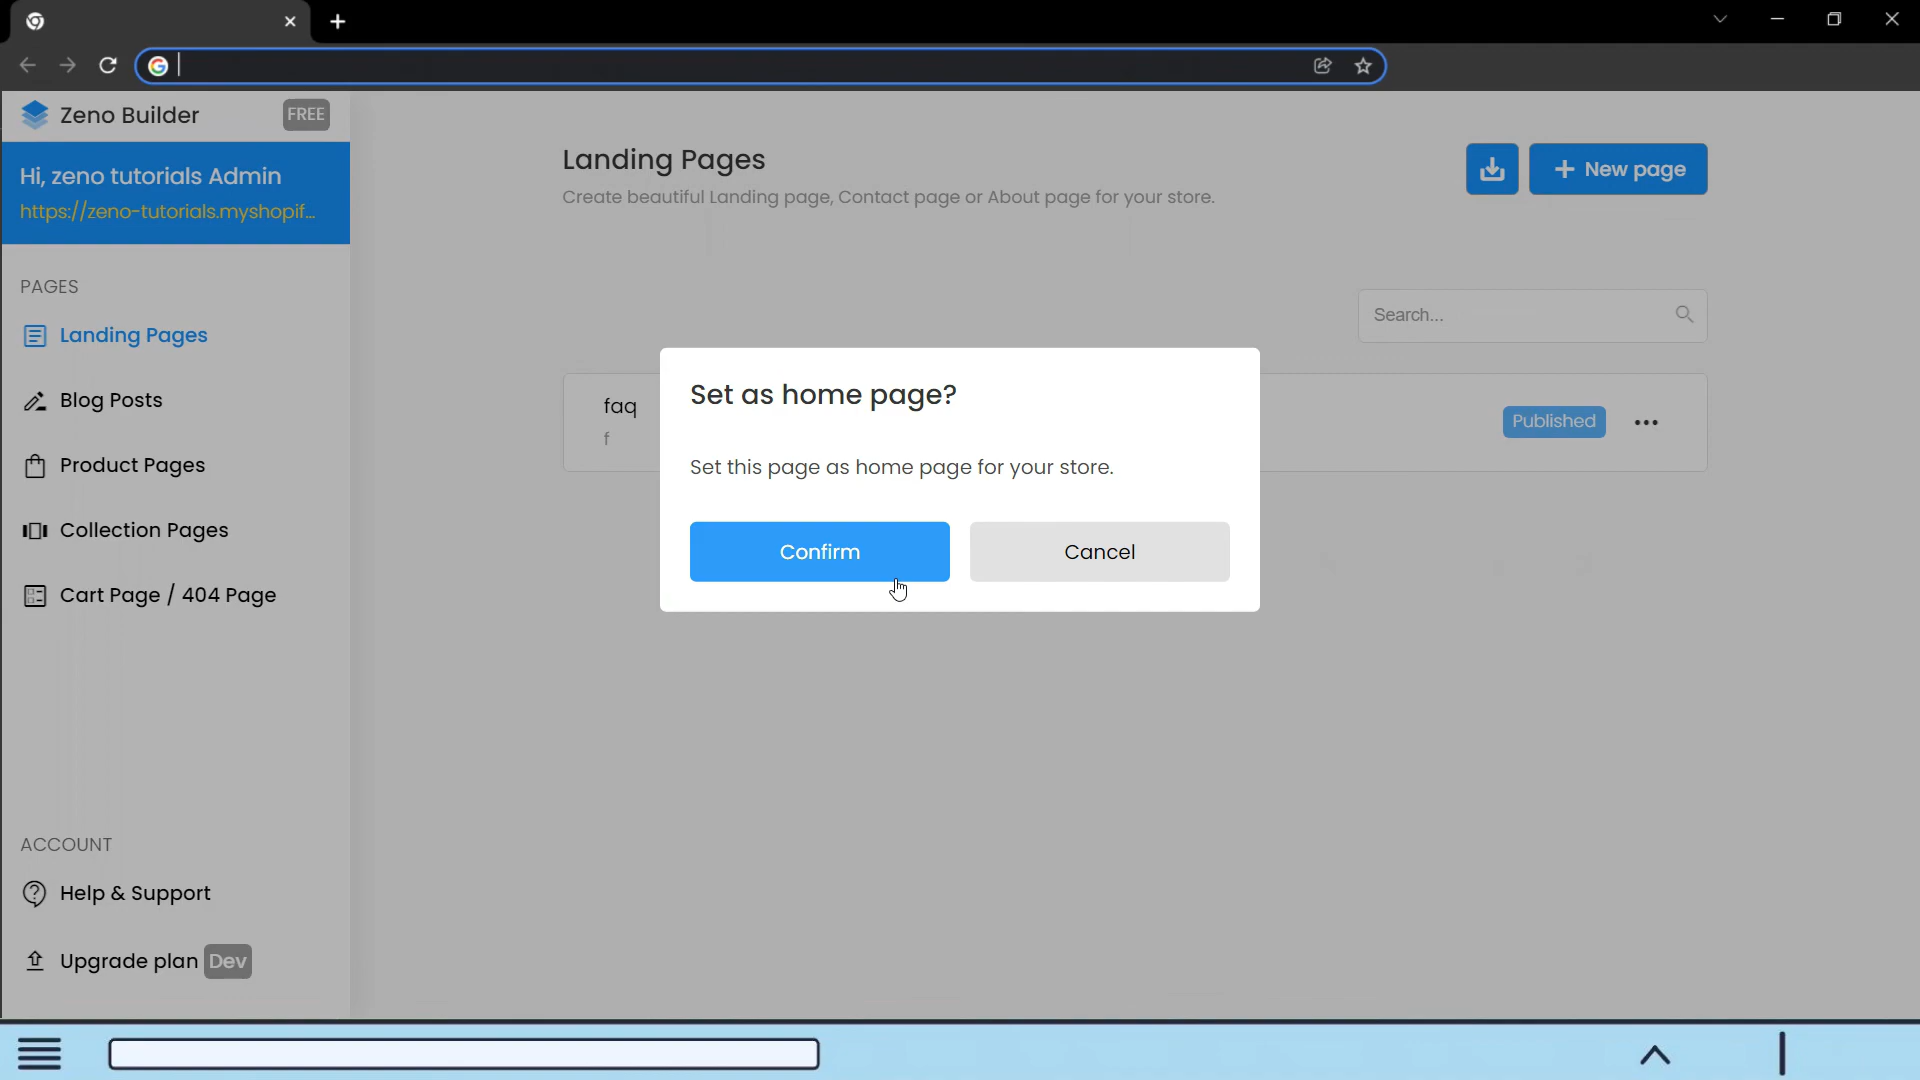 Zeno Builder FREE
Hi, zeno tutorials Admin
https://zeno-tutorials.myshopif...
PAGES
Landing Pages
Blog Posts
Product Pages
Collection Pages
Cart Page / 404 Page
ACCOUNT
Help & Support
Upgrade plan Dev
Landing Pages
Create beautiful Landing page, Contact page or About page for your store.
+ New page
Search...
faq
f
Published
Set as home page?
Set this page as home page for your store.
Confirm
Cancel